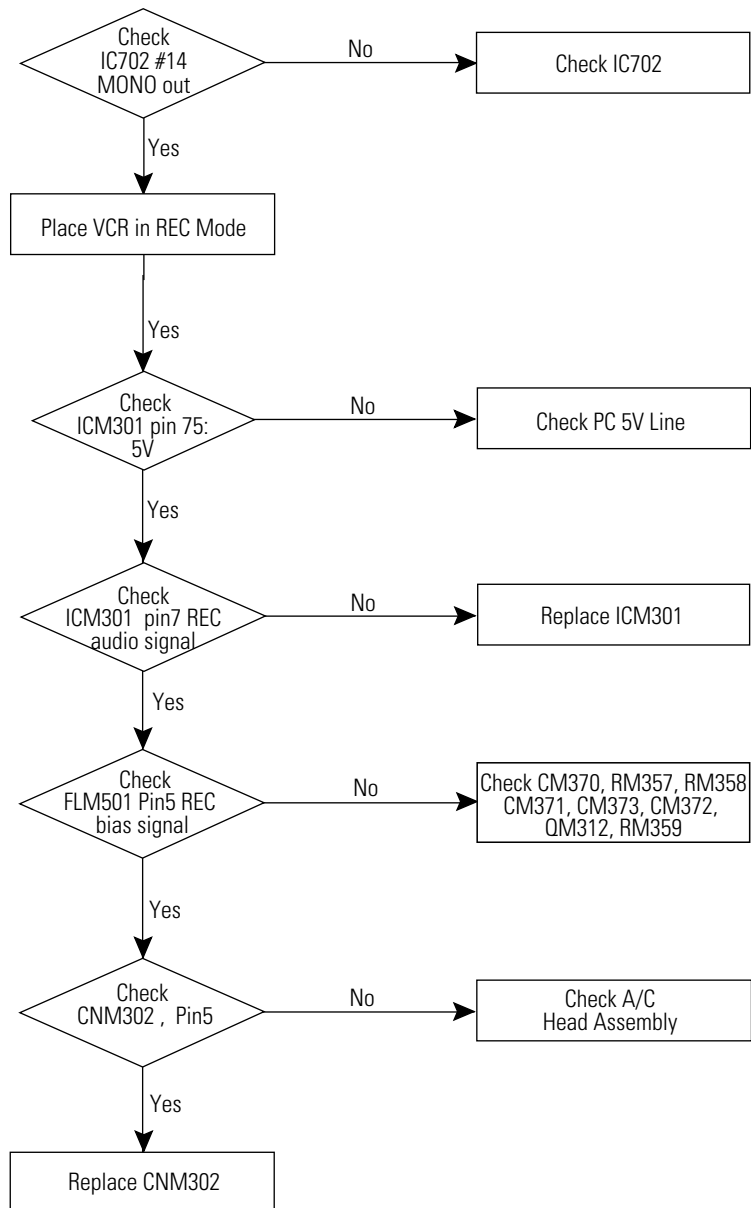 Check
IC702 #14
MONO out
No
Check IC702
Yes
Place VCR in REC Mode
Yes
Check
ICM301 pin 75:
5V
No
Check PC 5V Line
Yes
Check
ICM301 pin7 REC
audio signal
No
Replace ICM301
Yes
Check
FLM501 Pin5 REC
bias signal
No
Check CM370, RM357, RM358
CM371, CM373, CM372,
QM312, RM359
Yes
Check
CNM302 , Pin5
No
Check A/C
Head Assembly
Yes
Replace CNM302